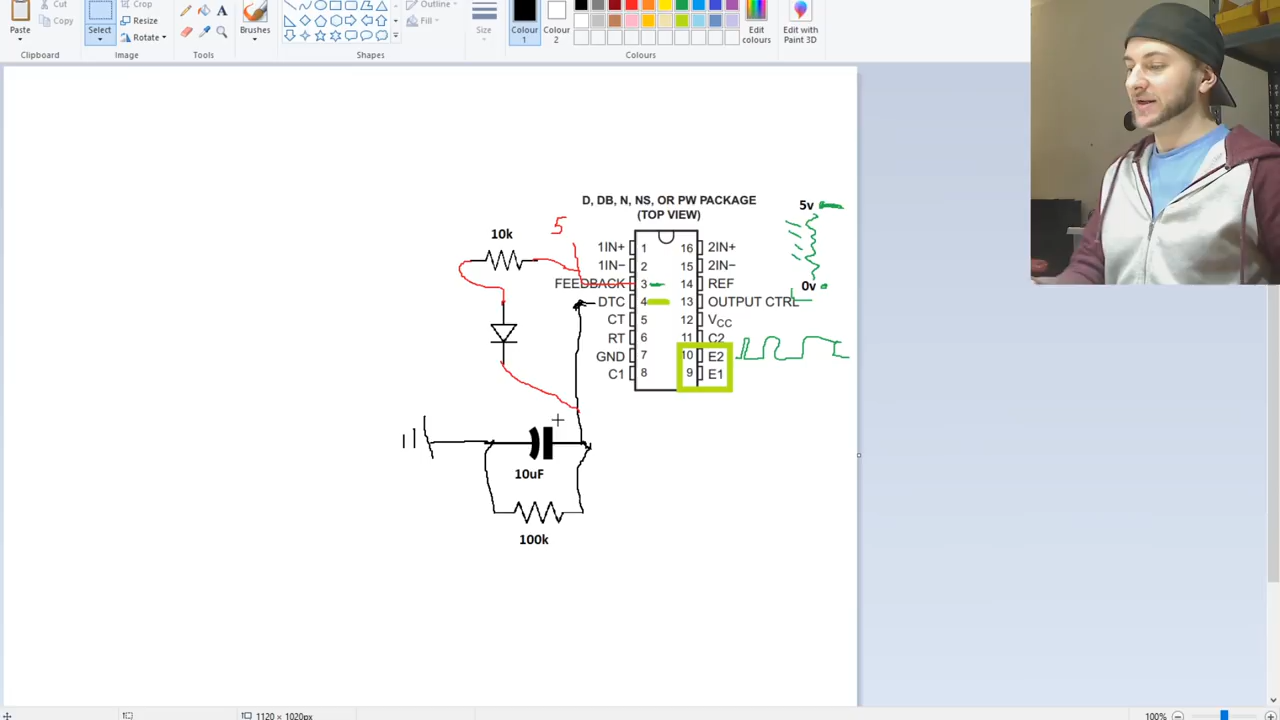 Paste
Cut
Copy
Clipboard
Select
Crop
Resize
Rotate
Image
Tools
Brushes
Outline
Fill
Shapes
Size
Colour 1
Colour 2
Edit colours
Edit with Paint 3D
Colours
D, DB, N, NS, OR PW PACKAGE
(TOP VIEW)
5v
10k
5
1IN+ 1 16 2IN+
1IN− 2 15 2IN−
FEEDBACK 3 14 REF
0v
DTC 4 13 OUTPUT CTRL
CT 5 12 VCC
RT 6 11 C2
GND 7 10 E2
C1 8 9 E1
10uF
100k
1120 × 1020px
100%